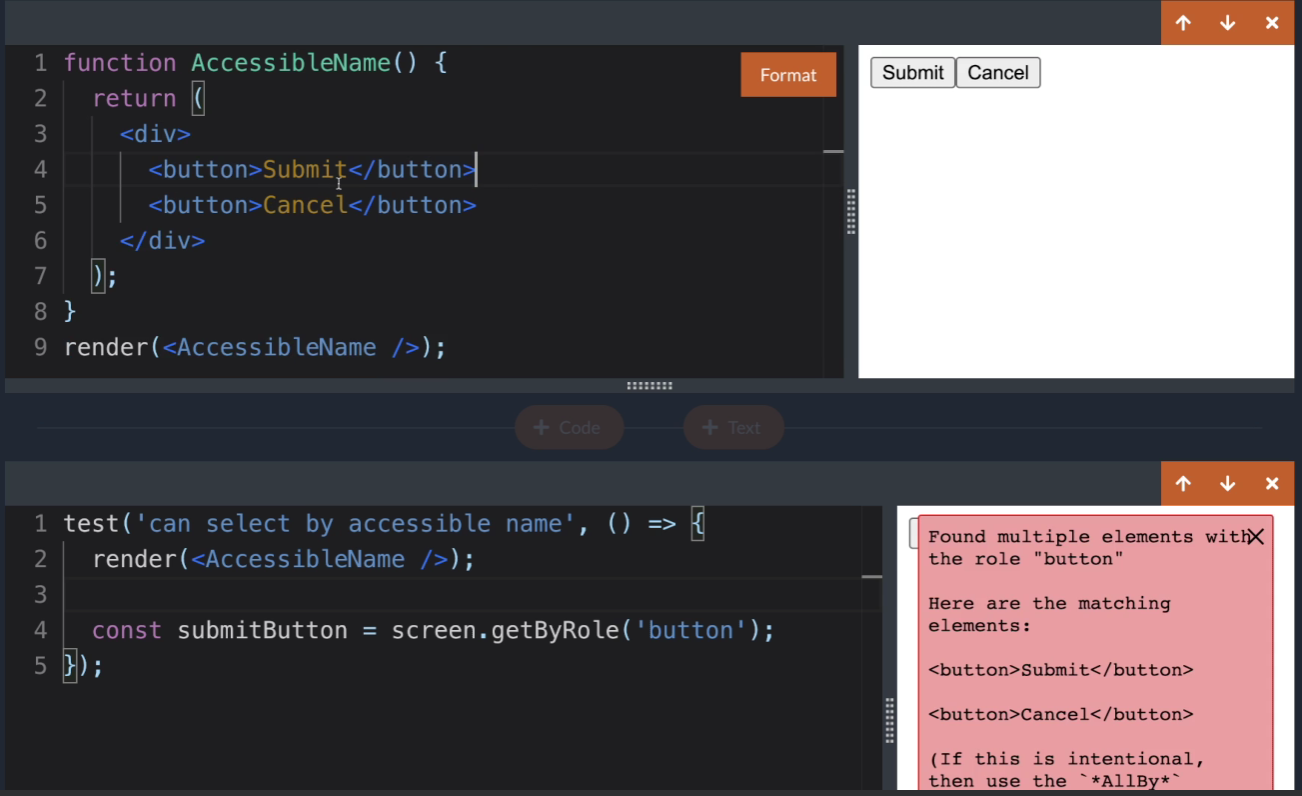 1 function AccessibleName() {
Format
2   return (
3     <div>
4       <button>Submit</button>
5       <button>Cancel</button>
6     </div>
7   );
8 }
9 render(<AccessibleName />);
Submit Cancel
+ Code
+ Text
1 test('can select by accessible name', () => {
2   render(<AccessibleName />);
3
4   const submitButton = screen.getByRole('button');
5 });
Found multiple elements with
the role "button"
Here are the matching
elements:
<button>Submit</button>
<button>Cancel</button>
(If this is intentional,
then use the `*AllBy*`